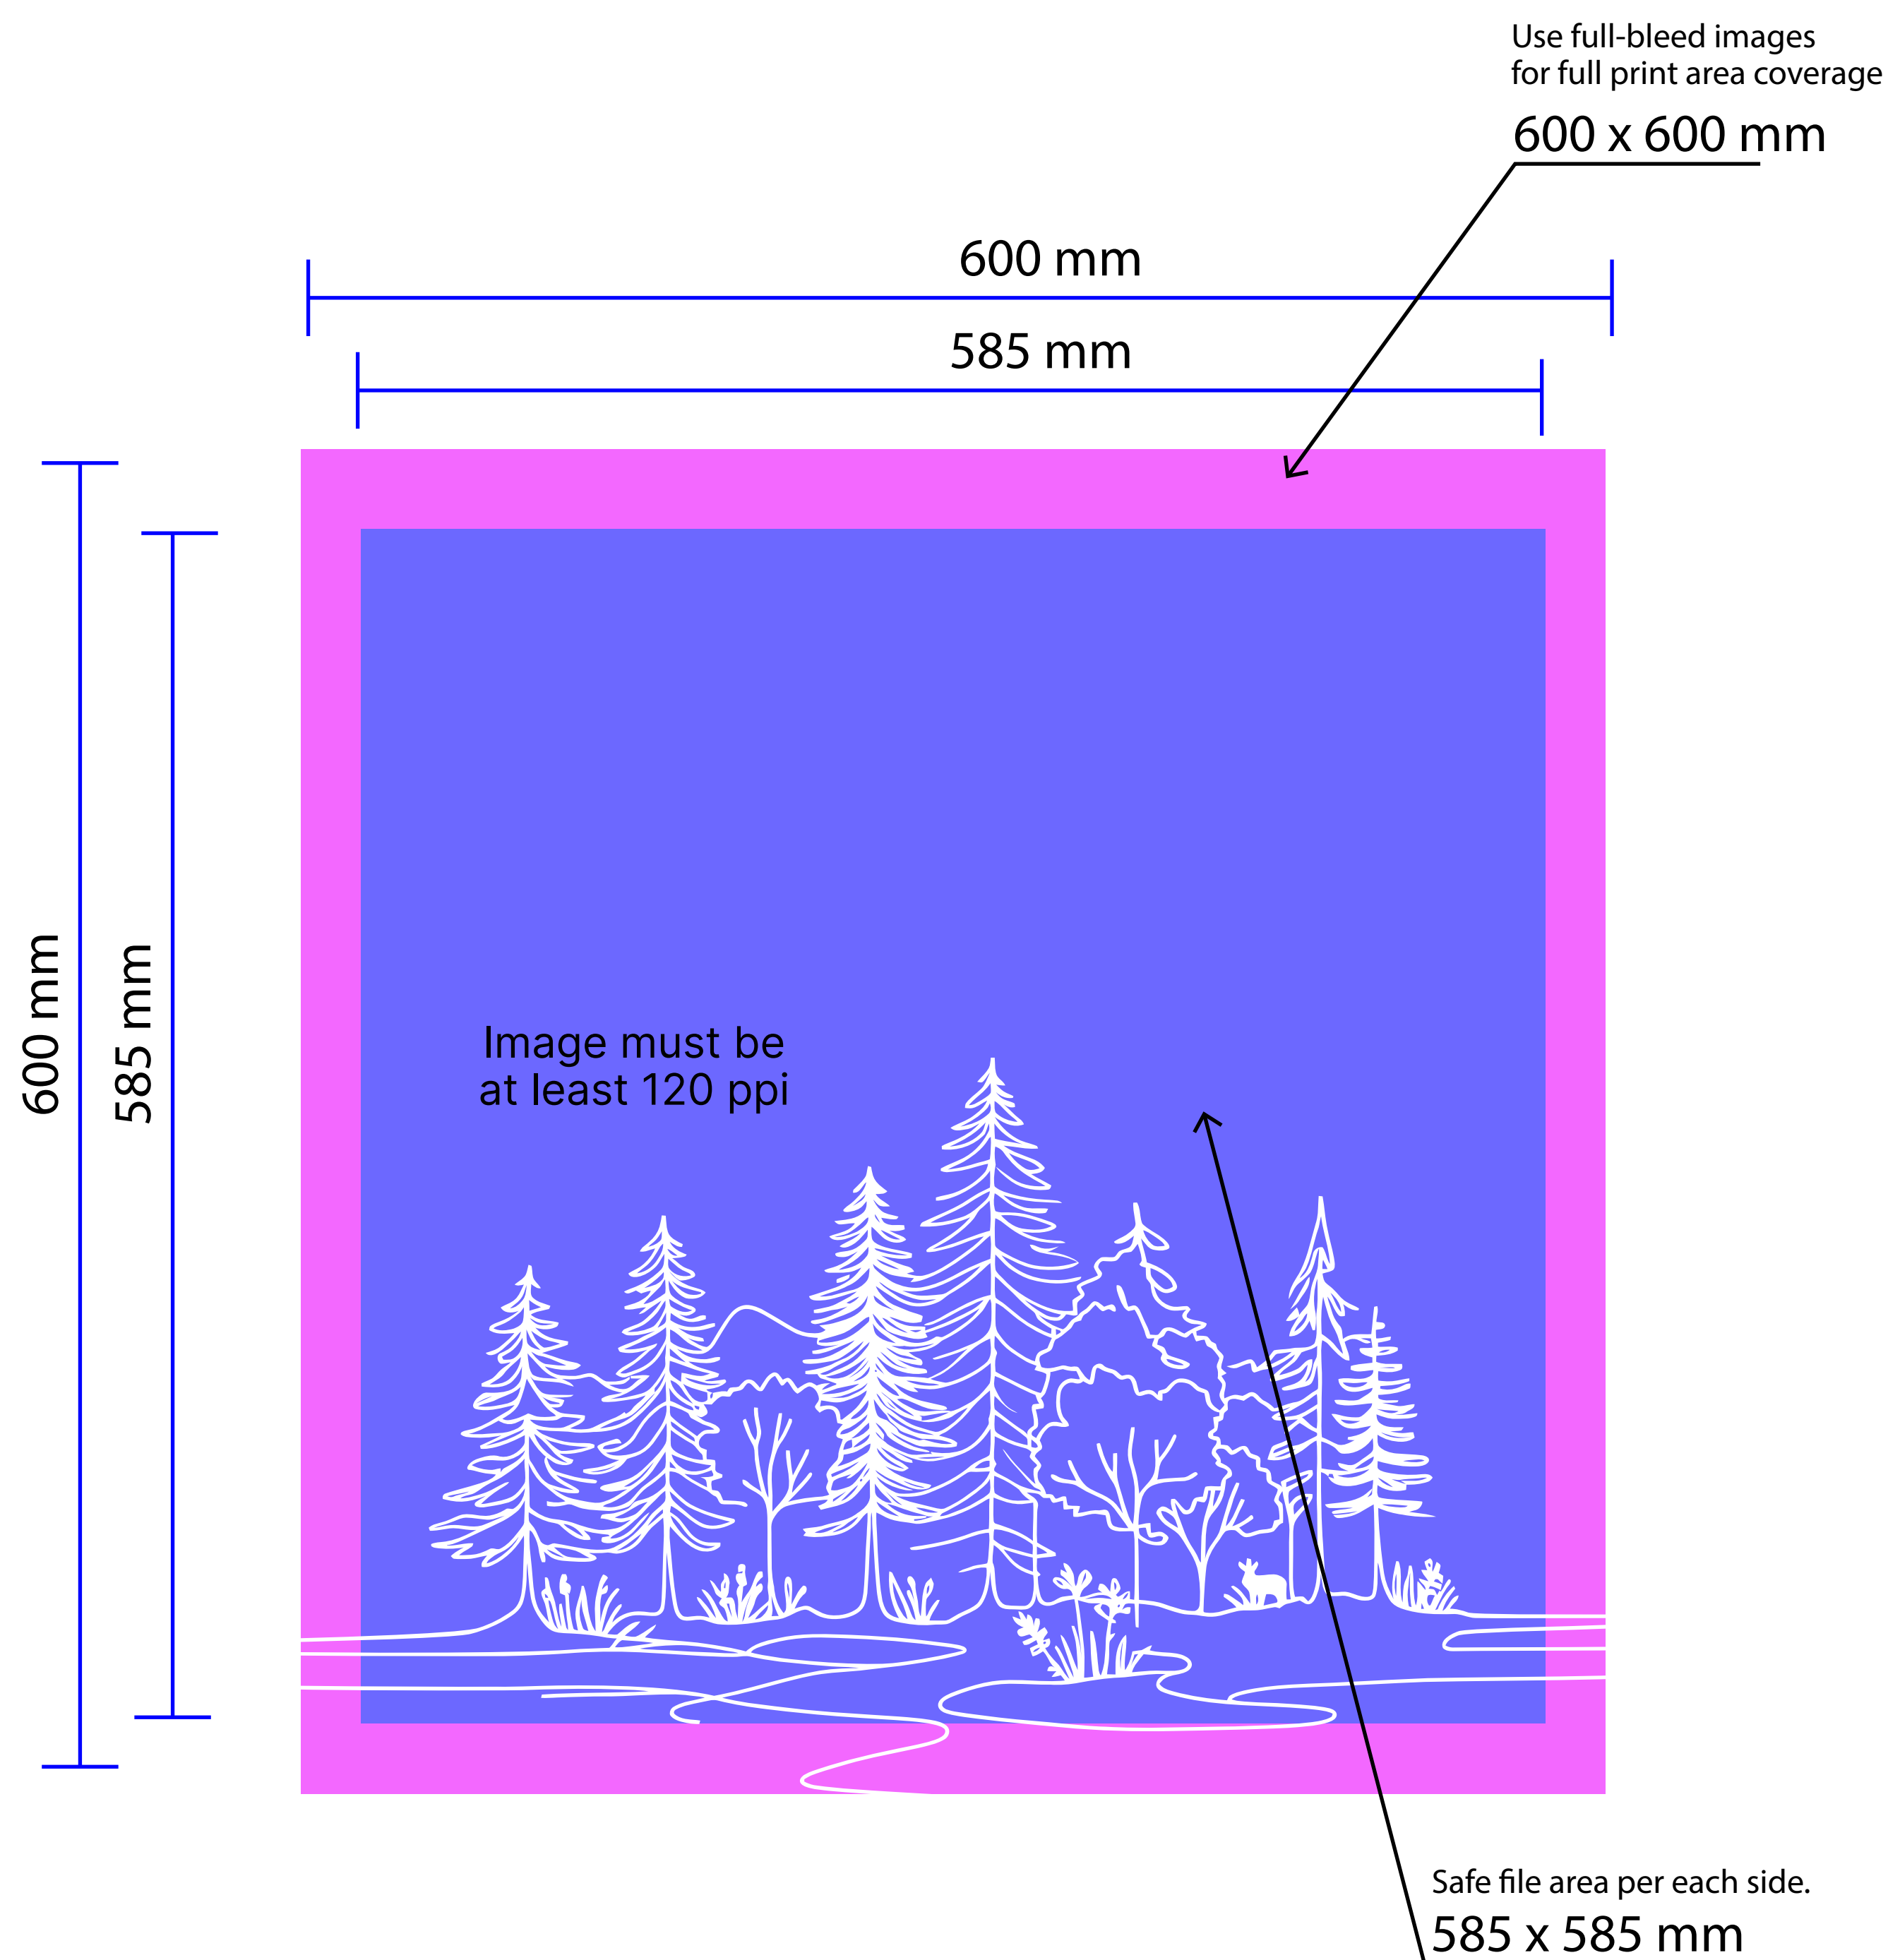 Use full-bleed images
for full print area coverage
600 x 600 mm
600 mm
585 mm
600 mm
585 mm
Image must be
at least 120 ppi
Safe file area per each side.
585 x 585 mm